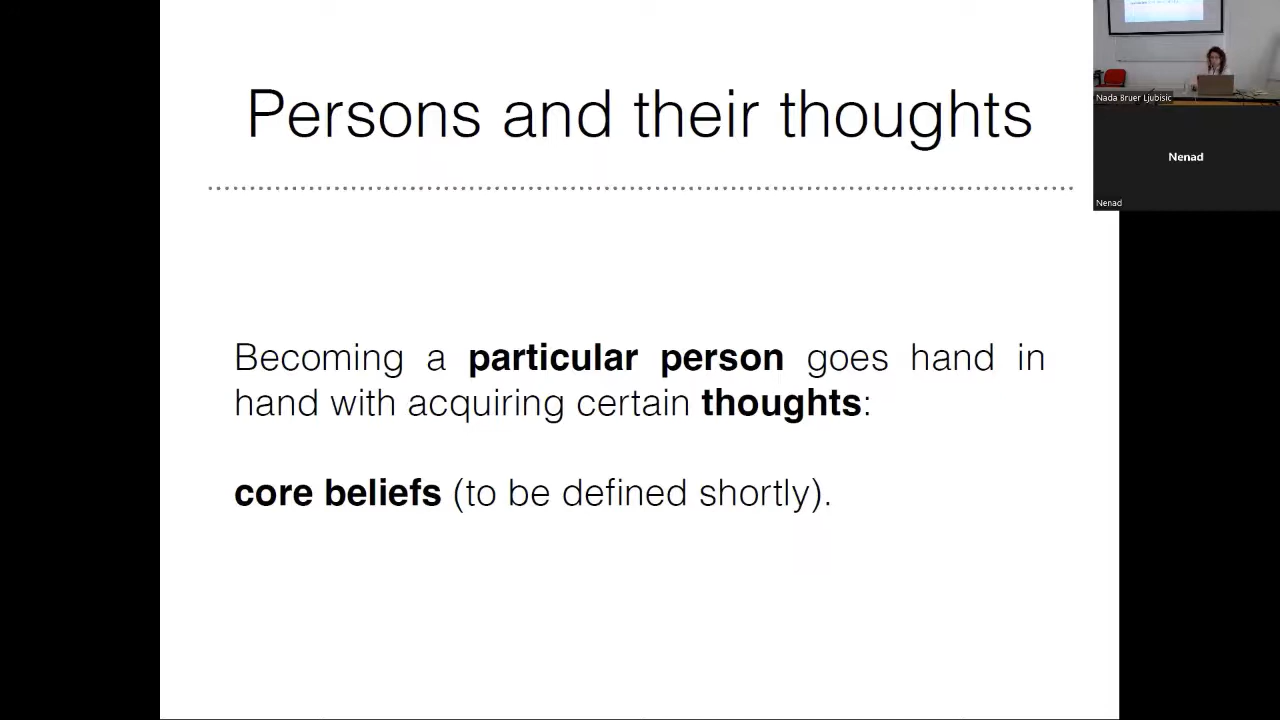 Persons and their thoughts
Becoming a particular person goes hand in
hand with acquiring certain thoughts:
core beliefs (to be defined shortly).
Nada Bruer Ljubisic
Nenad
Nenad